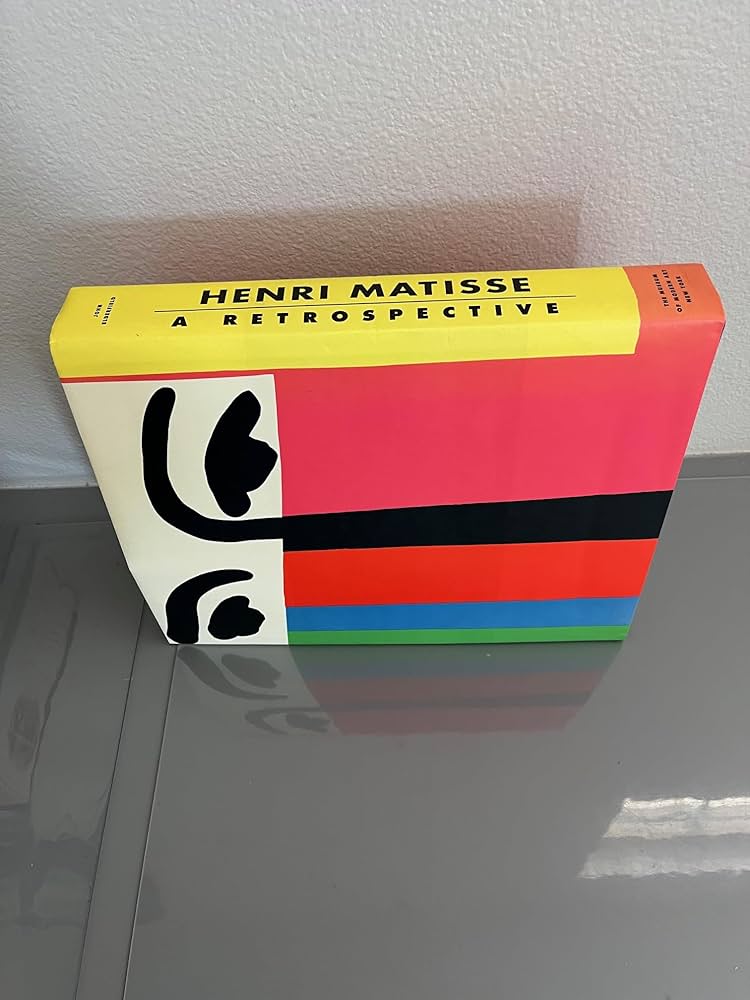 JOHN
ELDERFIELD
HENRI MATISSE
A RETROSPECTIVE
THE MUSEUM
OF MODERN ART
NEW YORK